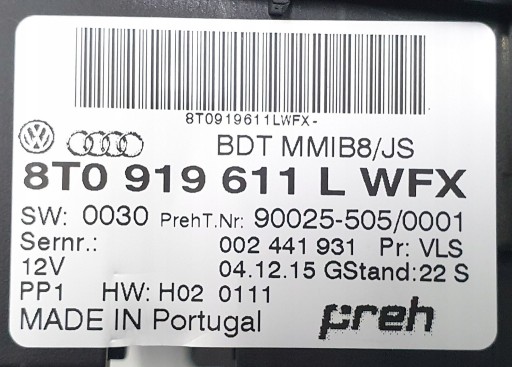 8T0919611LWFX-
BDT MMIB8/JS
8T0 919 611 L WFX
SW: 0030 PrehT.Nr: 90025-505/0001
Sernr.: 002 441 931 Pr: VLS
12V 04.12.15 GStand: 22 S
PP1 HW: H02 0111
MADE IN Portugal preh